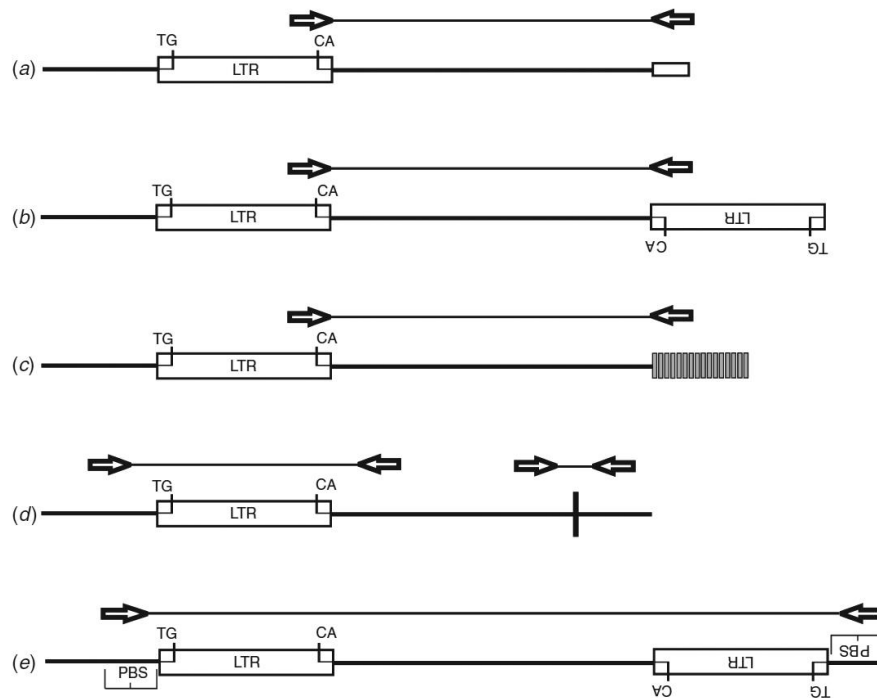 TG CA
(a) LTR
TG CA
(b) LTR LTR
CA TG
TG CA
(c) LTR
TG CA
(d) LTR
TG CA
(e) PBS LTR LTR PBS
CA TG